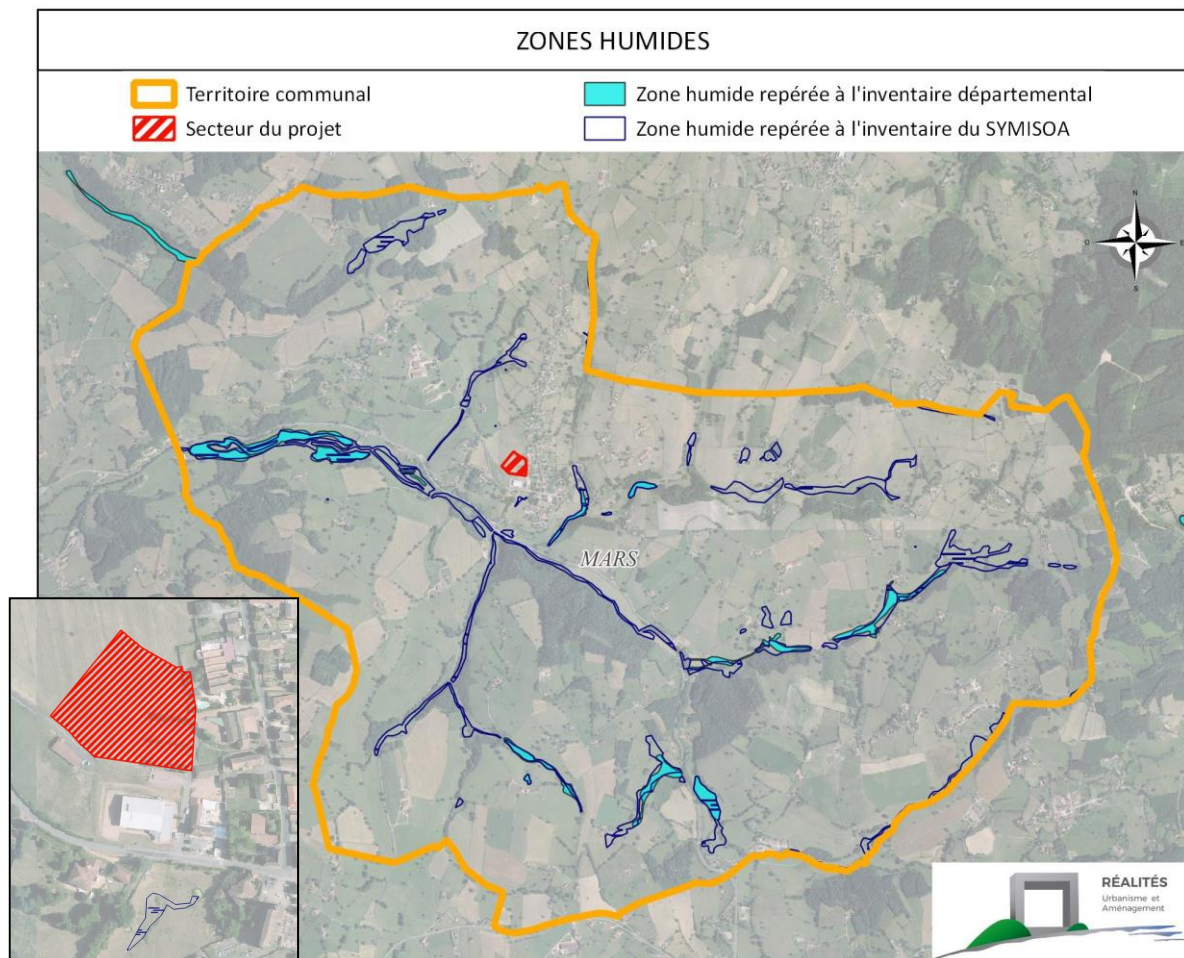 ZONES HUMIDES
Territoire communal
Secteur du projet
Zone humide repérée à l'inventaire départemental
Zone humide repérée à l'inventaire du SYMISOA
N
O
E
S
MARS
RÉALITÉS
Urbanisme et
Aménagement